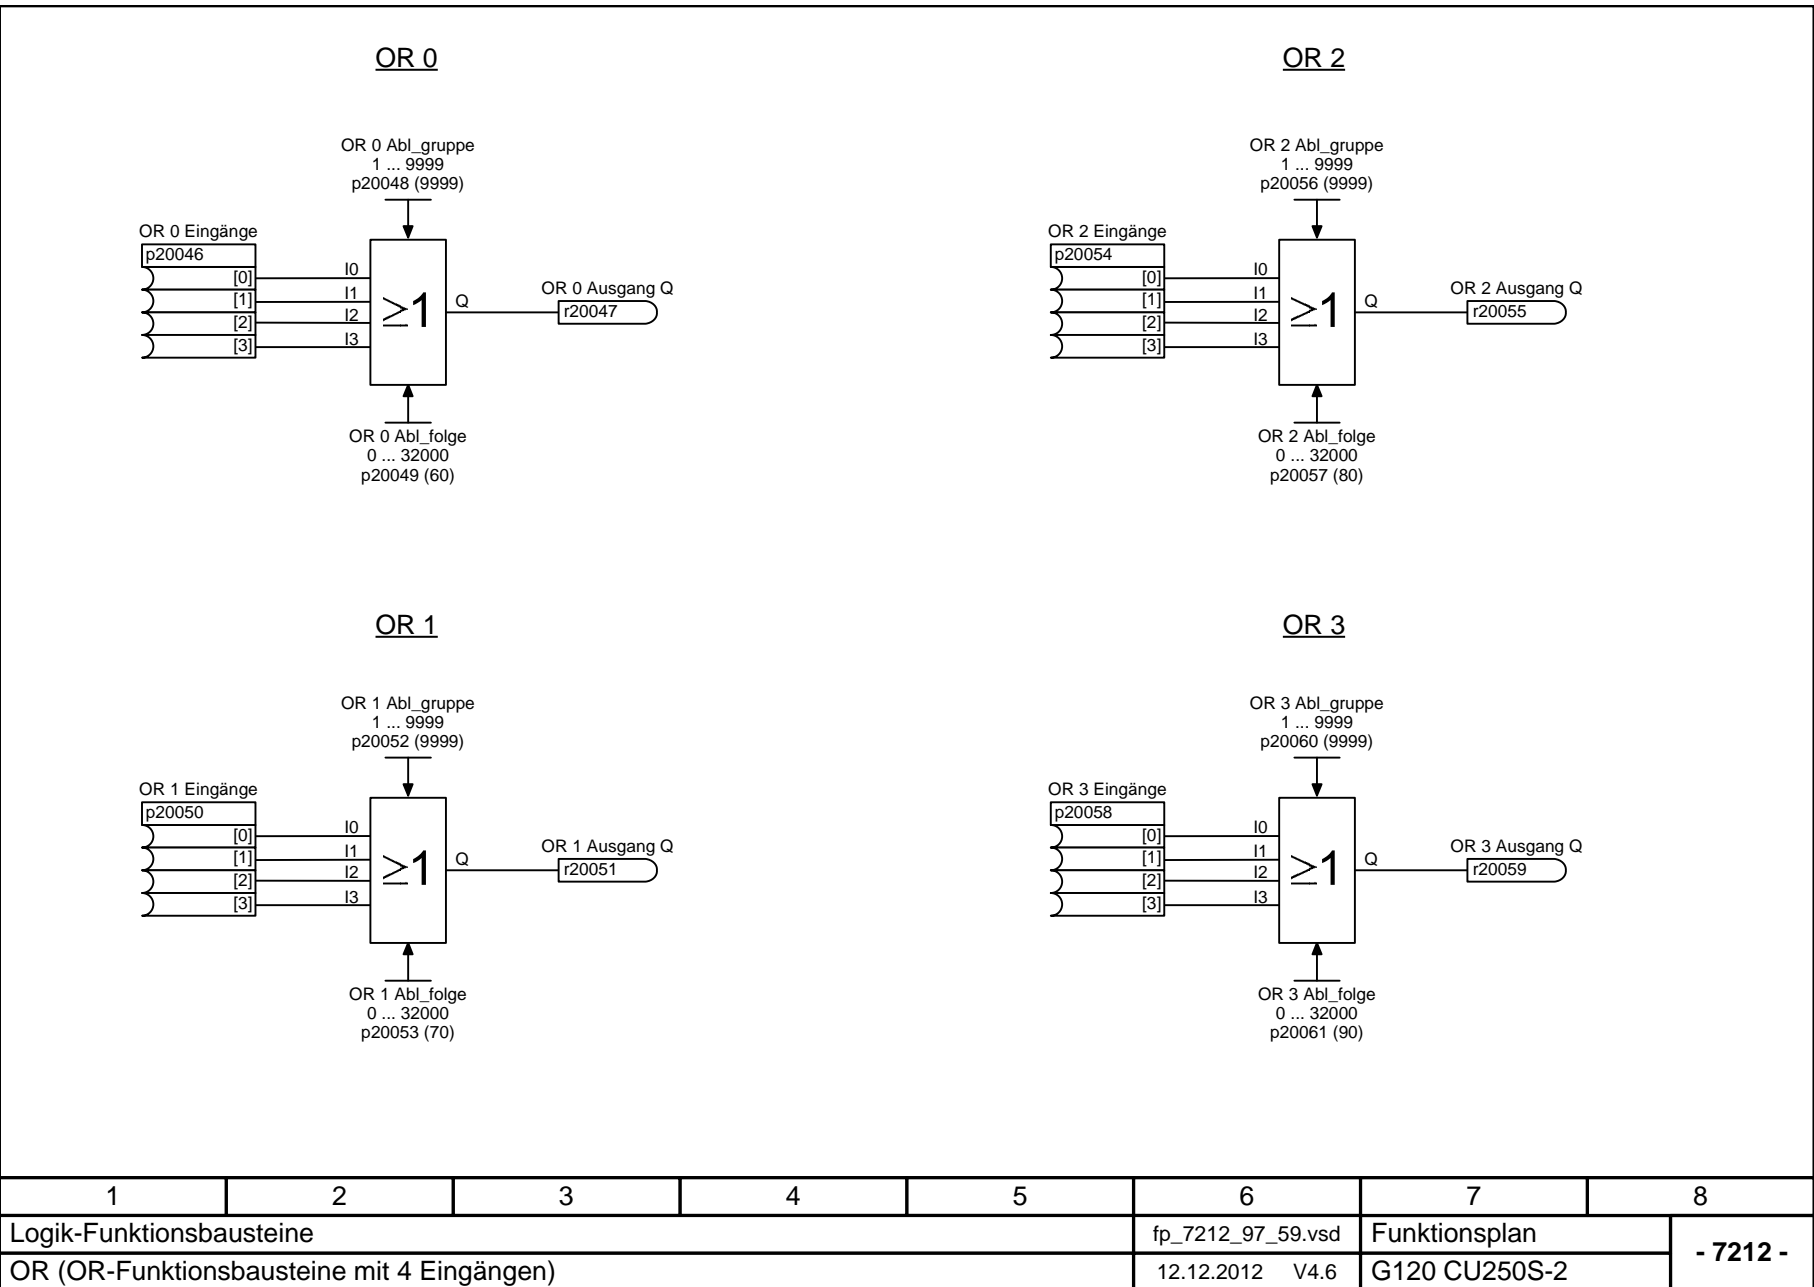 OR 0
OR 0 Abl_gruppe
1 ... 9999
p20048 (9999)
OR 0 Eingänge
p20046
[0]
[1]
[2]
[3]
I0
I1
I2
I3
≥1
Q
OR 0 Ausgang Q
r20047
OR 0 Abl_folge
0 ... 32000
p20049 (60)
OR 2
OR 2 Abl_gruppe
1 ... 9999
p20056 (9999)
OR 2 Eingänge
p20054
[0]
[1]
[2]
[3]
I0
I1
I2
I3
≥1
Q
OR 2 Ausgang Q
r20055
OR 2 Abl_folge
0 ... 32000
p20057 (80)
OR 1
OR 1 Abl_gruppe
1 ... 9999
p20052 (9999)
OR 1 Eingänge
p20050
[0]
[1]
[2]
[3]
I0
I1
I2
I3
≥1
Q
OR 1 Ausgang Q
r20051
OR 1 Abl_folge
0 ... 32000
p20053 (70)
OR 3
OR 3 Abl_gruppe
1 ... 9999
p20060 (9999)
OR 3 Eingänge
p20058
[0]
[1]
[2]
[3]
I0
I1
I2
I3
≥1
Q
OR 3 Ausgang Q
r20059
OR 3 Abl_folge
0 ... 32000
p20061 (90)
1 2 3 4 5 6 7 8
Logik-Funktionsbausteine fp_7212_97_59.vsd Funktionsplan
- 7212 -
OR (OR-Funktionsbausteine mit 4 Eingängen) 12.12.2012 V4.6 G120 CU250S-2